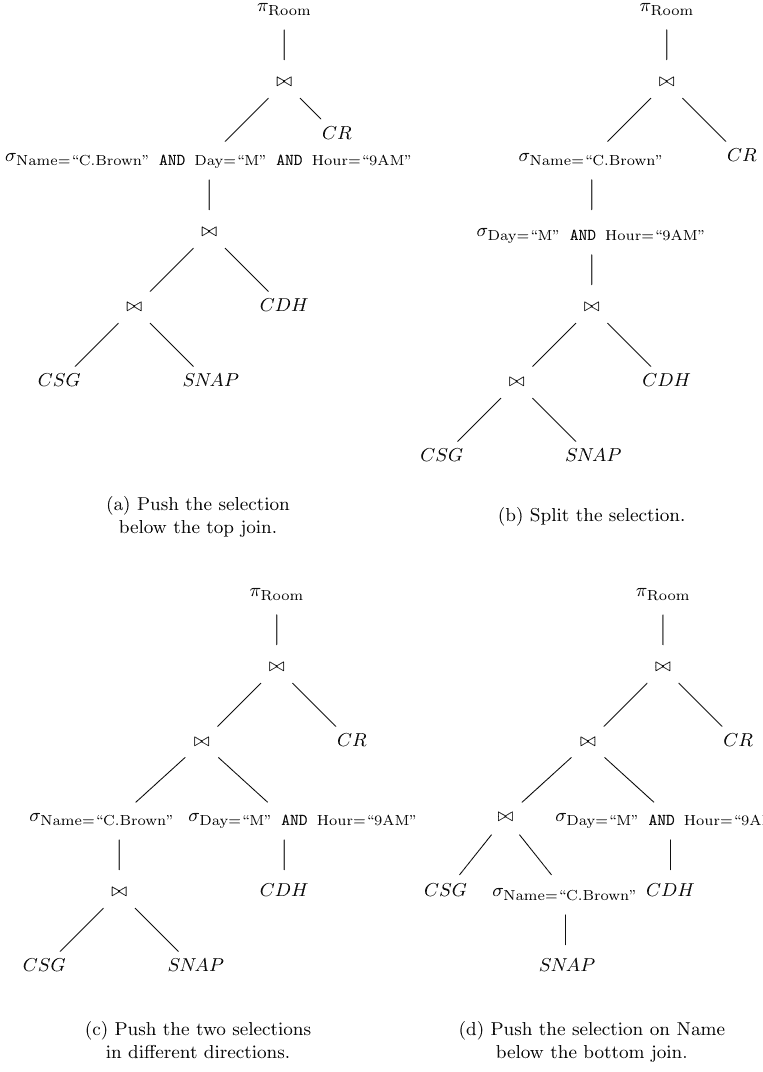 π_Room π_Room
⋈ ⋈
CR
σ_Name=“C.Brown” AND Day=“M” AND Hour=“9AM” σ_Name=“C.Brown” CR
⋈ σ_Day=“M” AND Hour=“9AM”
⋈ CDH ⋈
CSG SNAP ⋈ CDH
CSG SNAP
(a) Push the selection
below the top join.
(b) Split the selection.
π_Room π_Room
⋈ ⋈
⋈ CR ⋈ CR
σ_Name=“C.Brown” σ_Day=“M” AND Hour=“9AM” ⋈ σ_Day=“M” AND Hour=“9A
⋈ CDH CSG σ_Name=“C.Brown” CDH
CSG SNAP SNAP
(c) Push the two selections
in different directions.
(d) Push the selection on Name
below the bottom join.